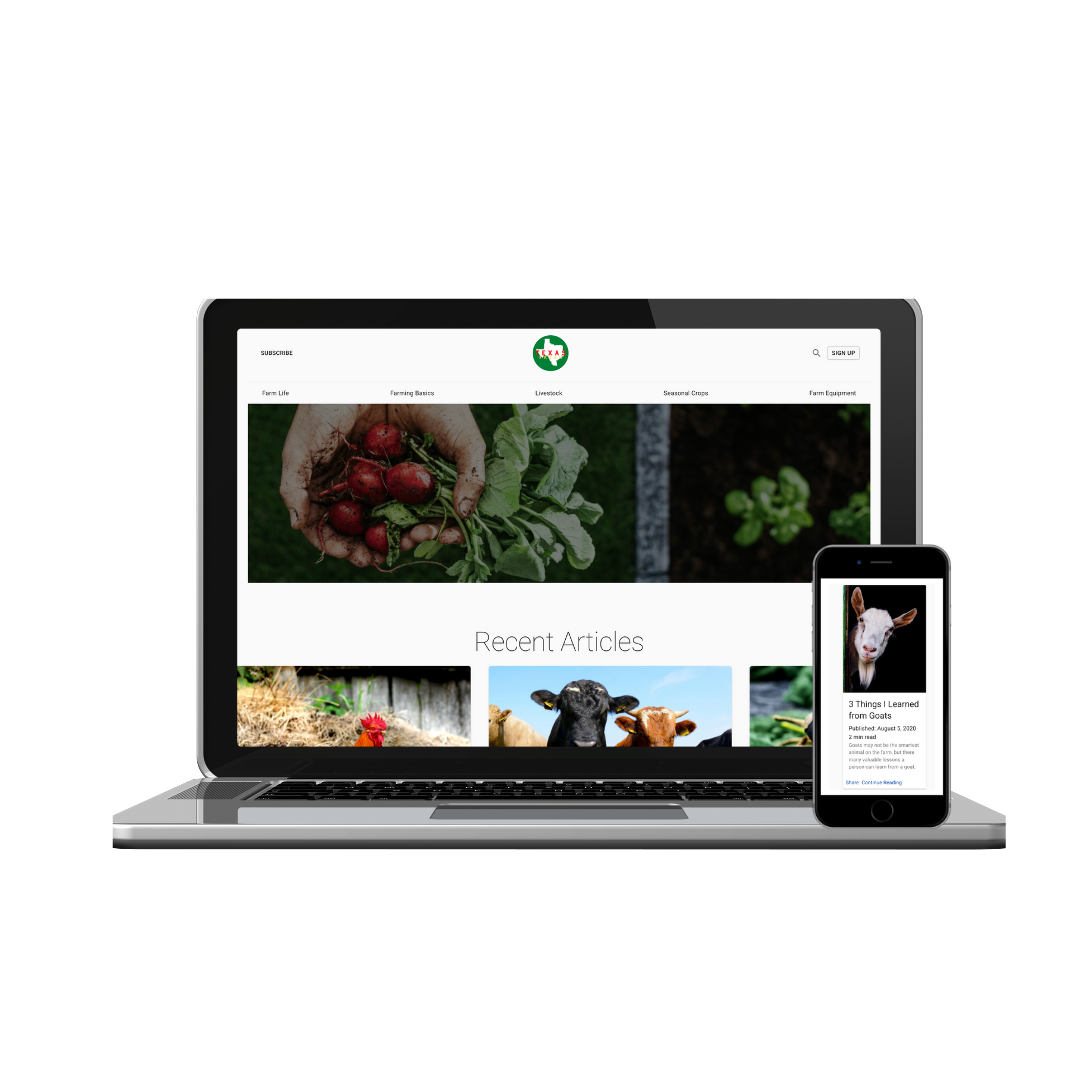 SUBSCRIBE
TEXAS
SIGN UP
Farm Life
Farming Basics
Livestock
Seasonal Crops
Farm Equipment
Recent Articles
3 Things I Learned
from Goats
Published: August 5, 2020
2 min read
Goats may not be the smartest
animal on the farm, but there
many valuable lessons a
person can learn from a goat.
Share Continue Reading